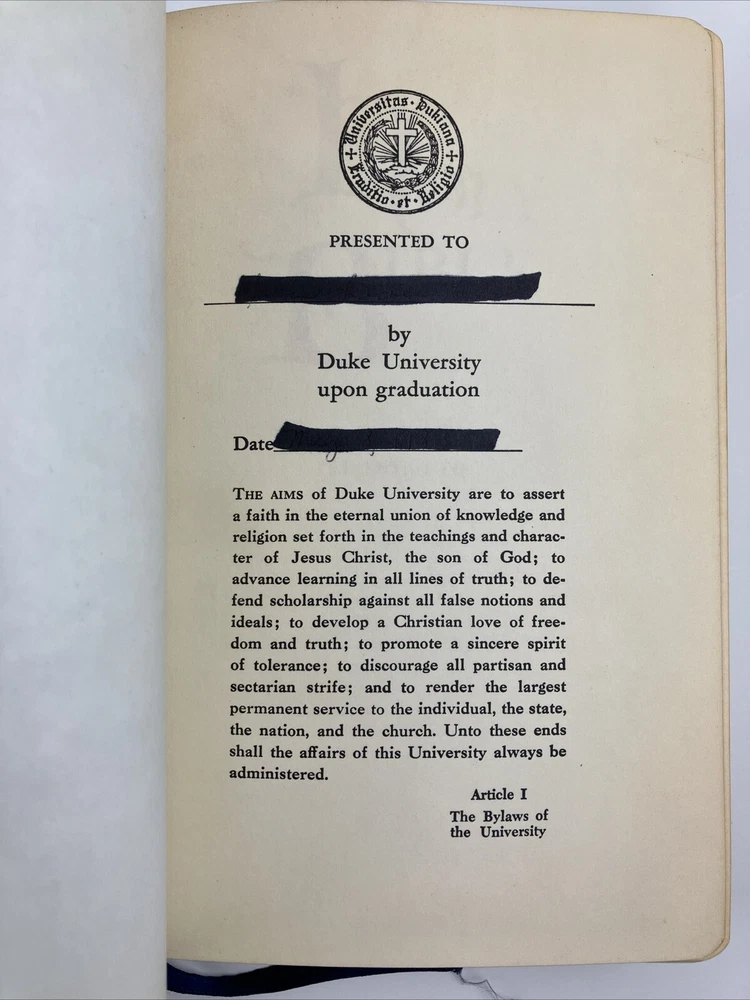 Universitas · Dukiana
Eruditio · et · Religio
PRESENTED TO
by
Duke University
upon graduation
Date
THE AIMS of Duke University are to assert
a faith in the eternal union of knowledge and
religion set forth in the teachings and charac-
ter of Jesus Christ, the son of God; to
advance learning in all lines of truth; to de-
fend scholarship against all false notions and
ideals; to develop a Christian love of free-
dom and truth; to promote a sincere spirit
of tolerance; to discourage all partisan and
sectarian strife; and to render the largest
permanent service to the individual, the state,
the nation, and the church. Unto these ends
shall the affairs of this University always be
administered.
Article I
The Bylaws of
the University